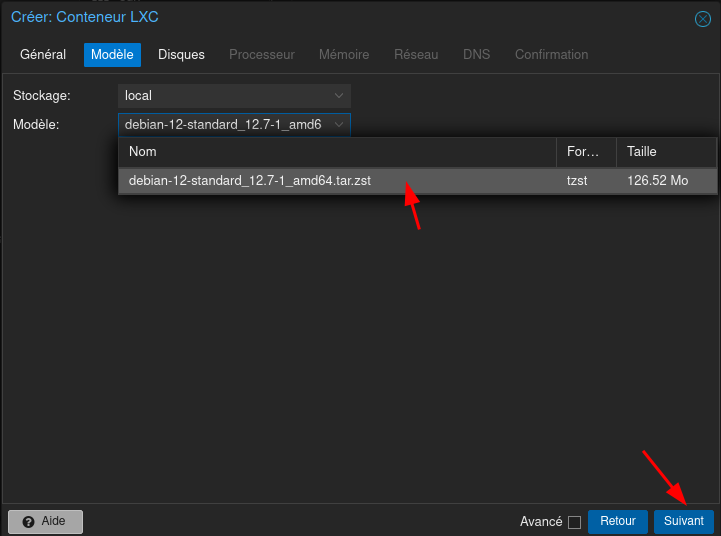 Créer: Conteneur LXC
Général Modèle Disques Processeur Mémoire Réseau DNS Confirmation
Stockage: local
Modèle: debian-12-standard_12.7-1_amd6
Nom For… Taille
debian-12-standard_12.7-1_amd64.tar.zst tzst 126.52 Mo
Aide Avancé Retour Suivant